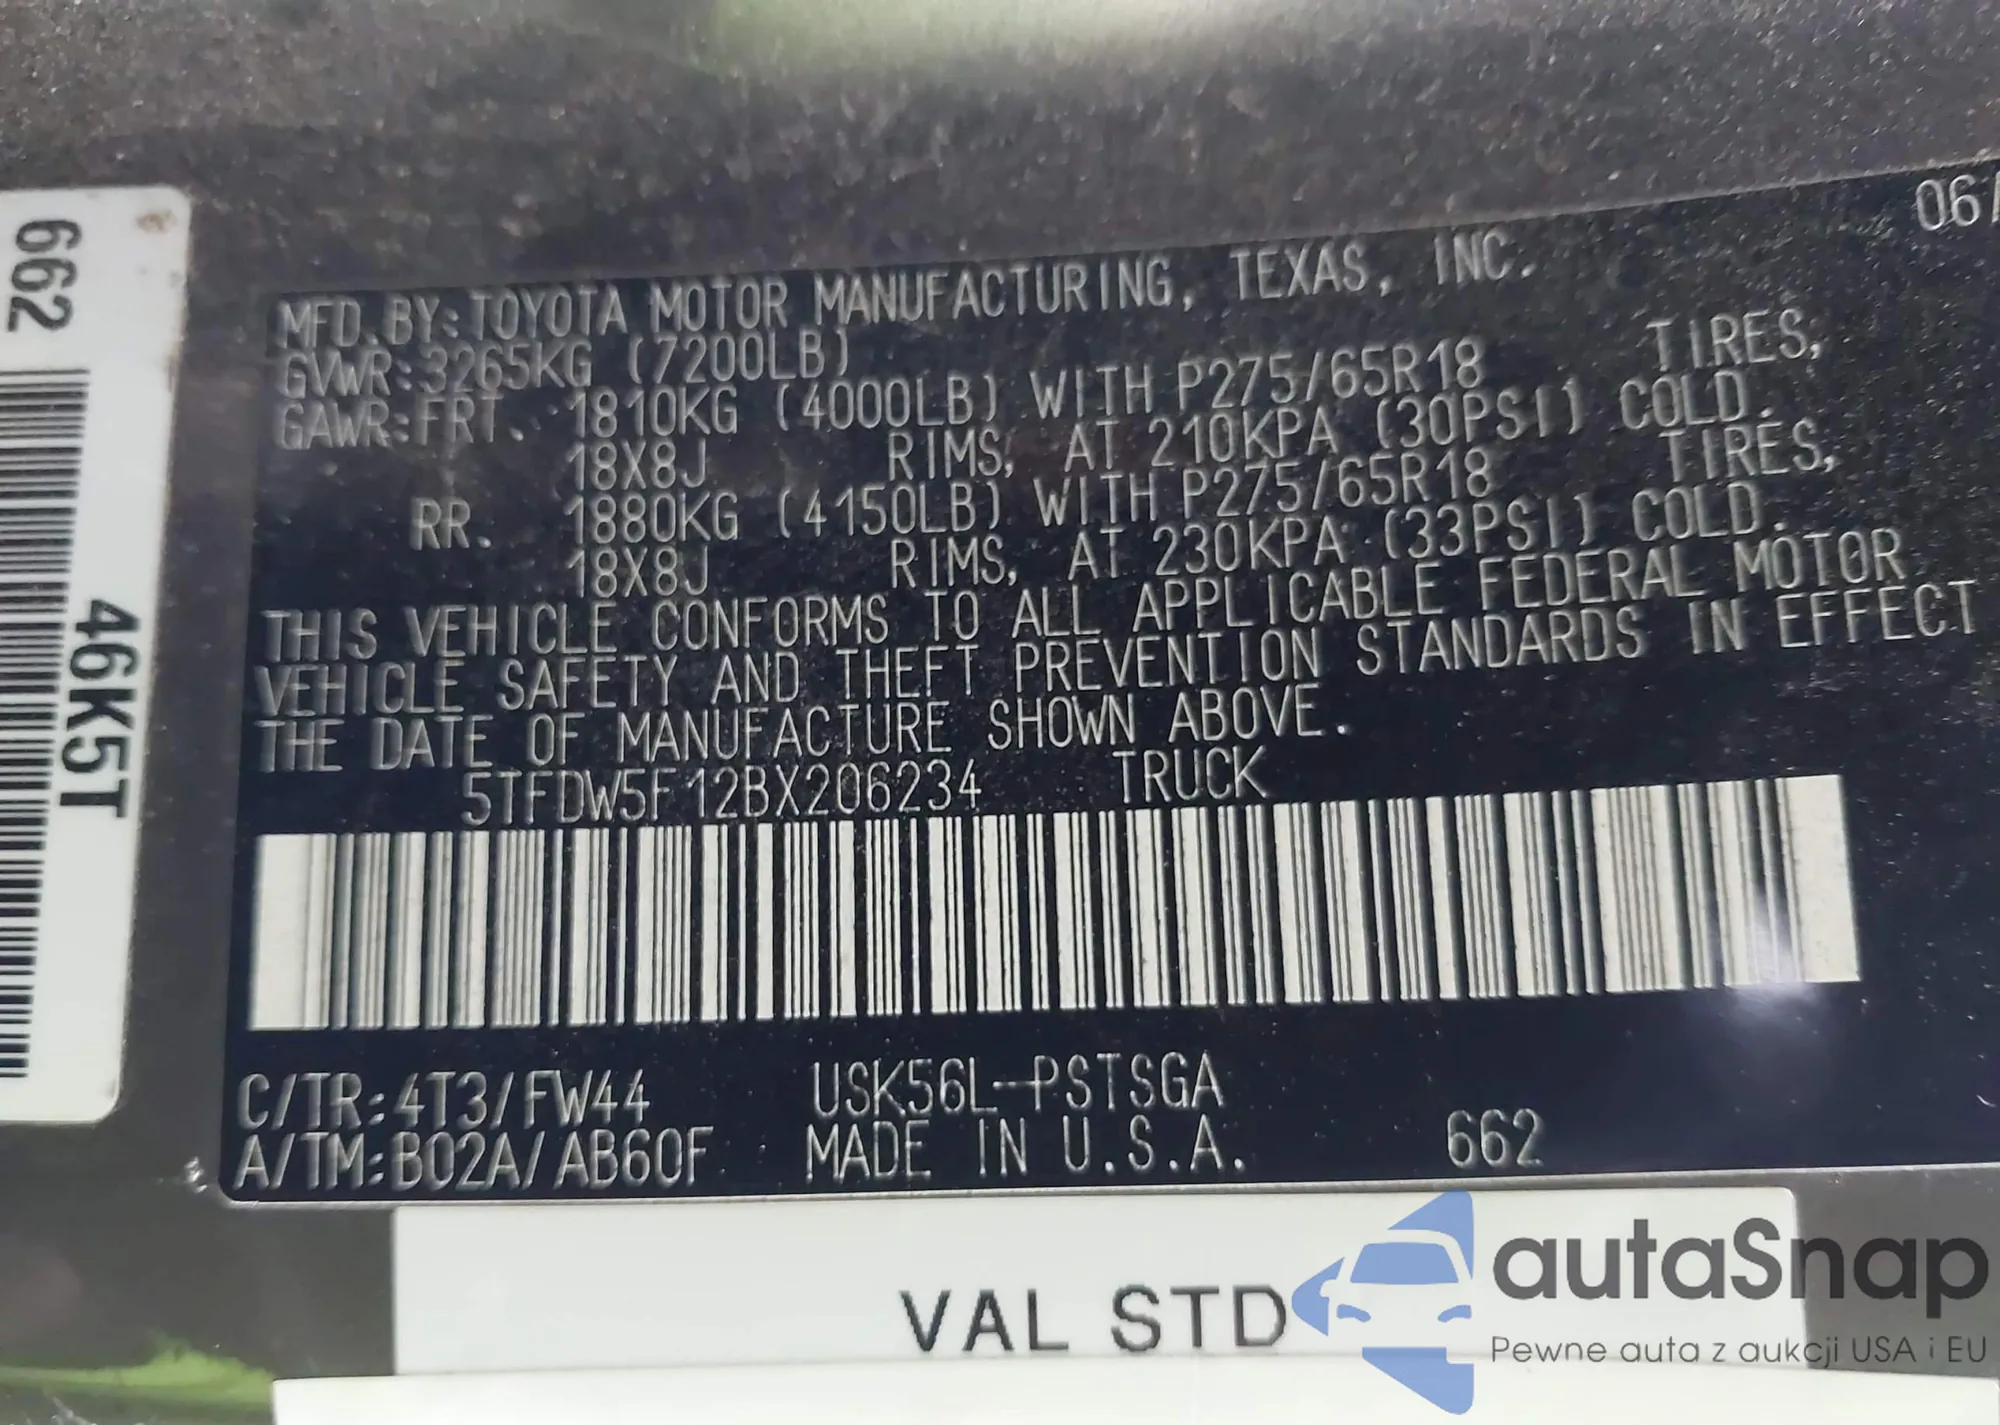 662
46K5T
06/
MFD. BY: TOYOTA MOTOR MANUFACTURING, TEXAS, INC.
GVWR: 3265KG (7200LB)
GAWR: FRT. 1810KG (4000LB) WITH P275/65R18 TIRES,
18X8J RIMS, AT 210KPA (30PSI) COLD.
RR. 1880KG (4150LB) WITH P275/65R18 TIRES,
18X8J RIMS, AT 230KPA (33PSI) COLD.
THIS VEHICLE CONFORMS TO ALL APPLICABLE FEDERAL MOTOR
VEHICLE SAFETY AND THEFT PREVENTION STANDARDS IN EFFECT
THE DATE OF MANUFACTURE SHOWN ABOVE.
5TFDW5F12BX206234 TRUCK
C/TR: 4T3/FW44 USK56L-PSTSGA
A/TM: B02A/AB60F MADE IN U.S.A. 662
VAL STD
autaSnap
Pewne auta z aukcji USA i EU